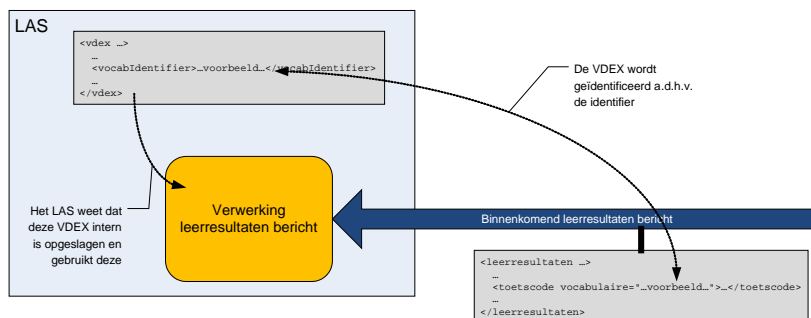 LAS
<vdex …>
…
<vocabIdentifier>…voorbeeld…</vocabIdentifier>
…
</vdex>
De VDEX wordt
geïdentificeerd a.d.h.v.
de identifier
Het LAS weet dat
deze VDEX intern
is opgeslagen en
gebruikt deze
Verwerking
leerresultaten bericht
Binnenkomend leerresultaten bericht
<leerresultaten …>
…
<toetscode vocabulaire="…voorbeeld…">…</toetscode>
…
</leerresultaten>